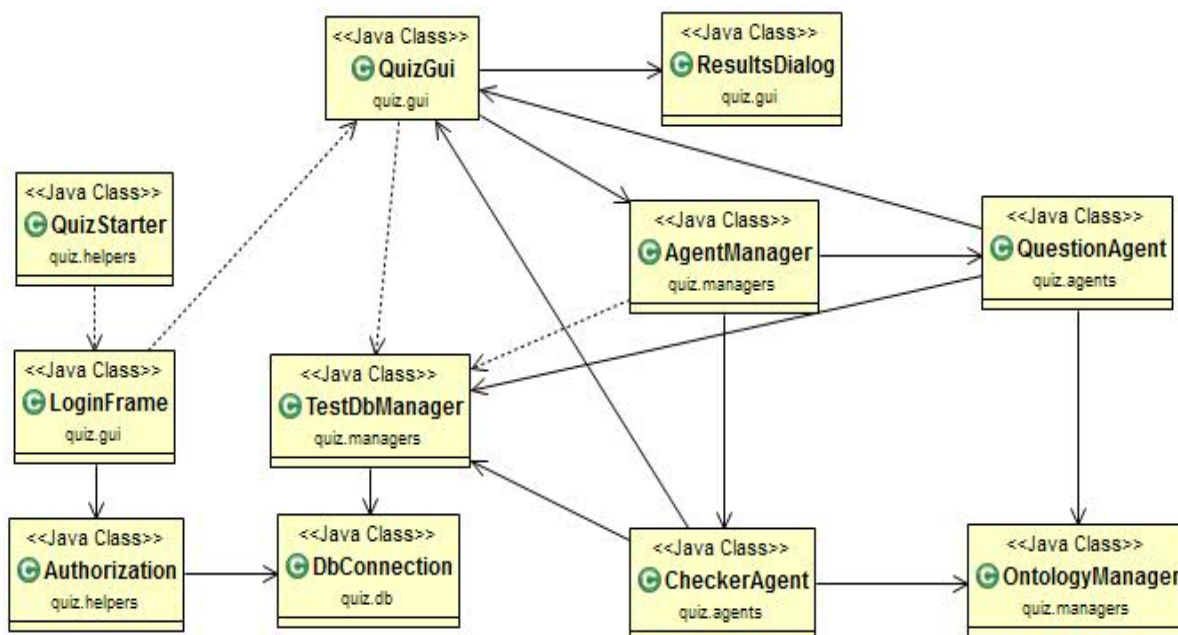 <<Java Class>>
QuizGui
quiz.gui
<<Java Class>>
ResultsDialog
quiz.gui
<<Java Class>>
QuizStarter
quiz.helpers
<<Java Class>>
AgentManager
quiz.managers
<<Java Class>>
QuestionAgent
quiz.agents
<<Java Class>>
LoginFrame
quiz.gui
<<Java Class>>
TestDbManager
quiz.managers
<<Java Class>>
Authorization
quiz.helpers
<<Java Class>>
DbConnection
quiz.db
<<Java Class>>
CheckerAgent
quiz.agents
<<Java Class>>
OntologyManager
quiz.managers